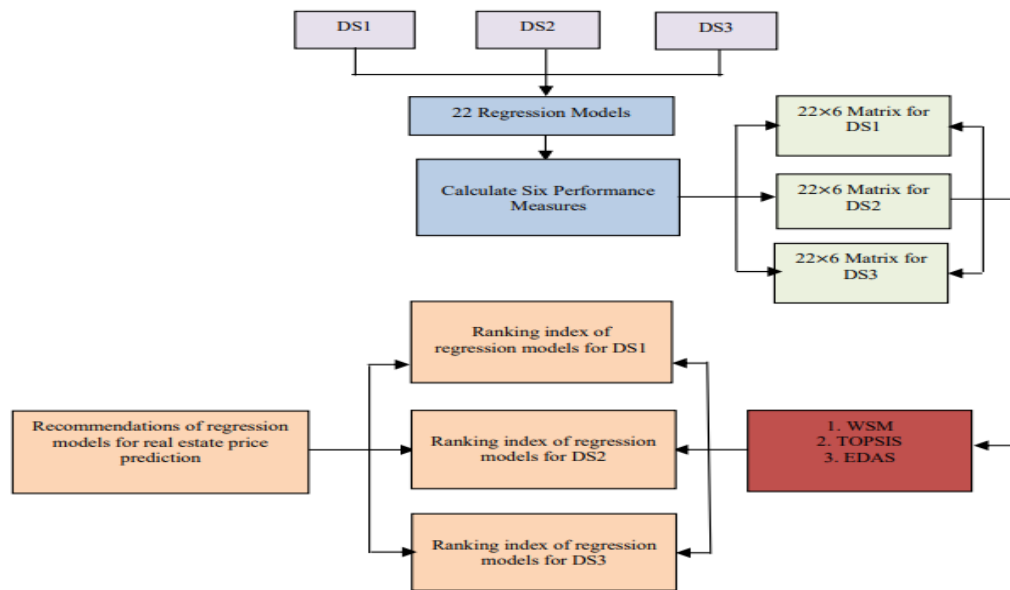 DS1
DS2
DS3
22 Regression Models
Calculate Six Performance
Measures
22×6 Matrix for
DS1
22×6 Matrix for
DS2
22×6 Matrix for
DS3
Ranking index of
regression models for DS1
Recommendations of regression
models for real estate price
prediction
Ranking index of regression
models for DS2
1. WSM
2. TOPSIS
3. EDAS
Ranking index of regression
models for DS3